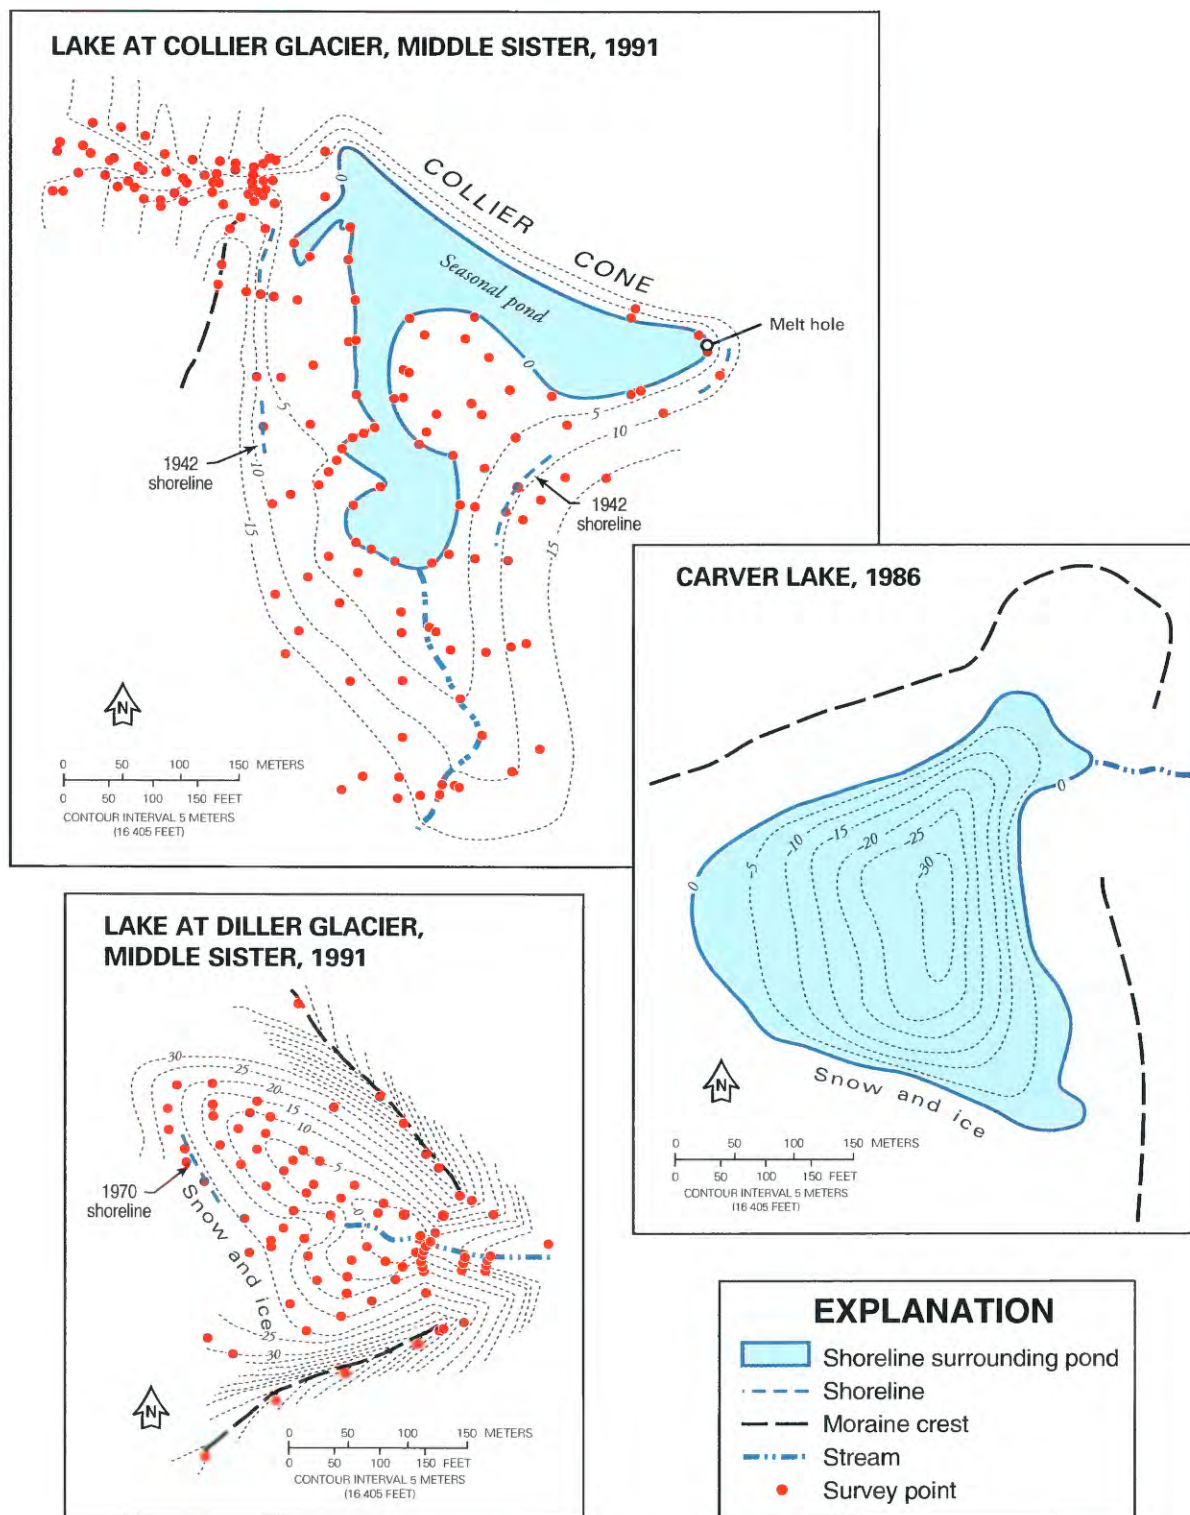 LAKE AT COLLIER GLACIER, MIDDLE SISTER, 1991
COLLIER CONE
0
Seasonal pond
Melt hole
0
5
5
10
10
15
15
1942
shoreline
1942
shoreline
N
0 50 100 150 METERS
0 50 100 150 FEET
CONTOUR INTERVAL 5 METERS
(16 405 FEET)
CARVER LAKE, 1986
0
0
-5
-10
-15
-20
-25
-30
Snow and ice
N
0 50 100 150 METERS
0 50 100 150 FEET
CONTOUR INTERVAL 5 METERS
(16 405 FEET)
LAKE AT DILLER GLACIER,
MIDDLE SISTER, 1991
30
25
20
15
10
5
0
1970
shoreline
Snow and ice
25
30
N
0 50 100 150 METERS
0 50 100 150 FEET
CONTOUR INTERVAL 5 METERS
(16 405 FEET)
EXPLANATION
Shoreline surrounding pond
Shoreline
Moraine crest
Stream
Survey point